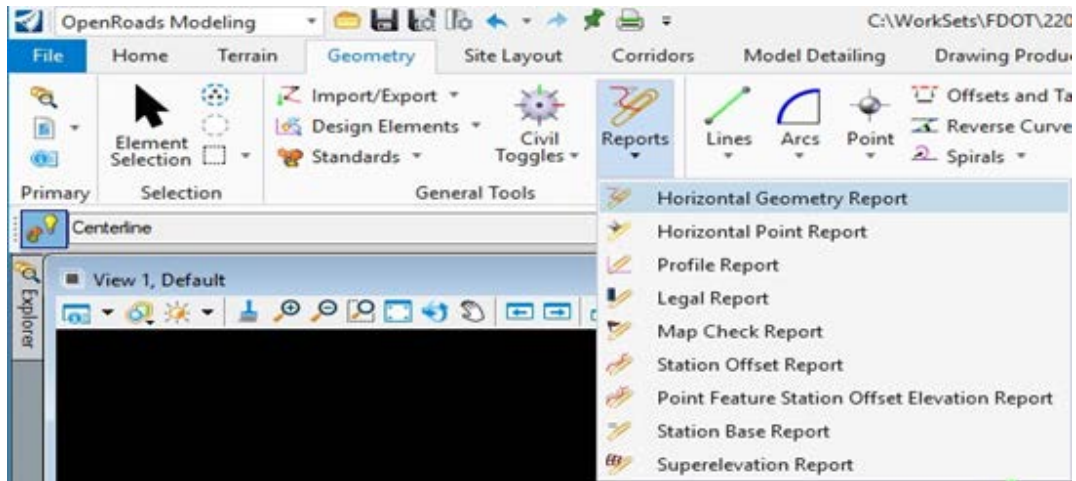 OpenRoads Modeling
C:\WorkSets\FDOT\220
File Home Terrain Geometry Site Layout Corridors Model Detailing Drawing Produ
Element
Selection
Import/Export
Design Elements
Standards
Civil
Toggles
Reports
Lines
Arcs
Point
Offsets and Ta
Reverse Curve
Spirals
Primary Selection General Tools
Horizontal Geometry Report
Horizontal Point Report
Profile Report
Legal Report
Map Check Report
Station Offset Report
Point Feature Station Offset Elevation Report
Station Base Report
Superelevation Report
Centerline
Explorer
View 1, Default